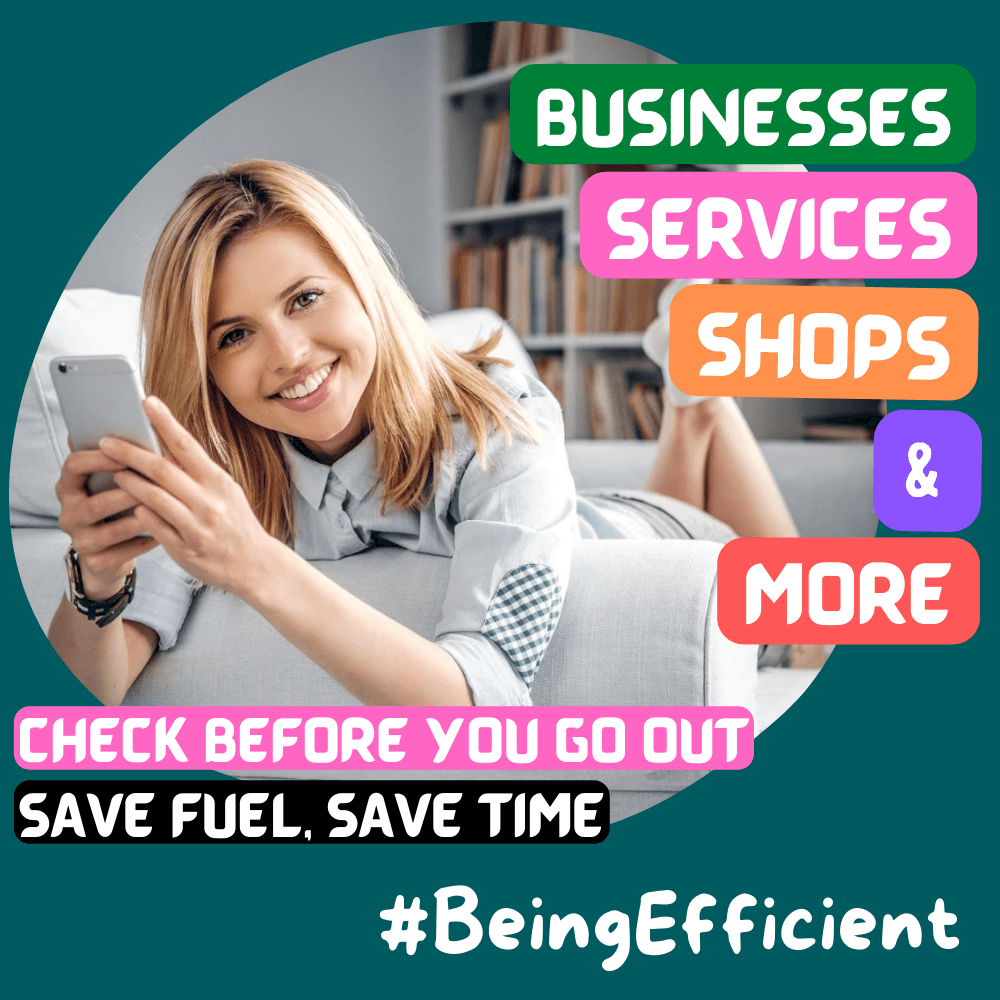 BUSINESSES
SERVICES
SHOPS
&
MORE
CHECK BEFORE YOU GO OUT
SAVE FUEL, SAVE TIME
#BeingEfficient